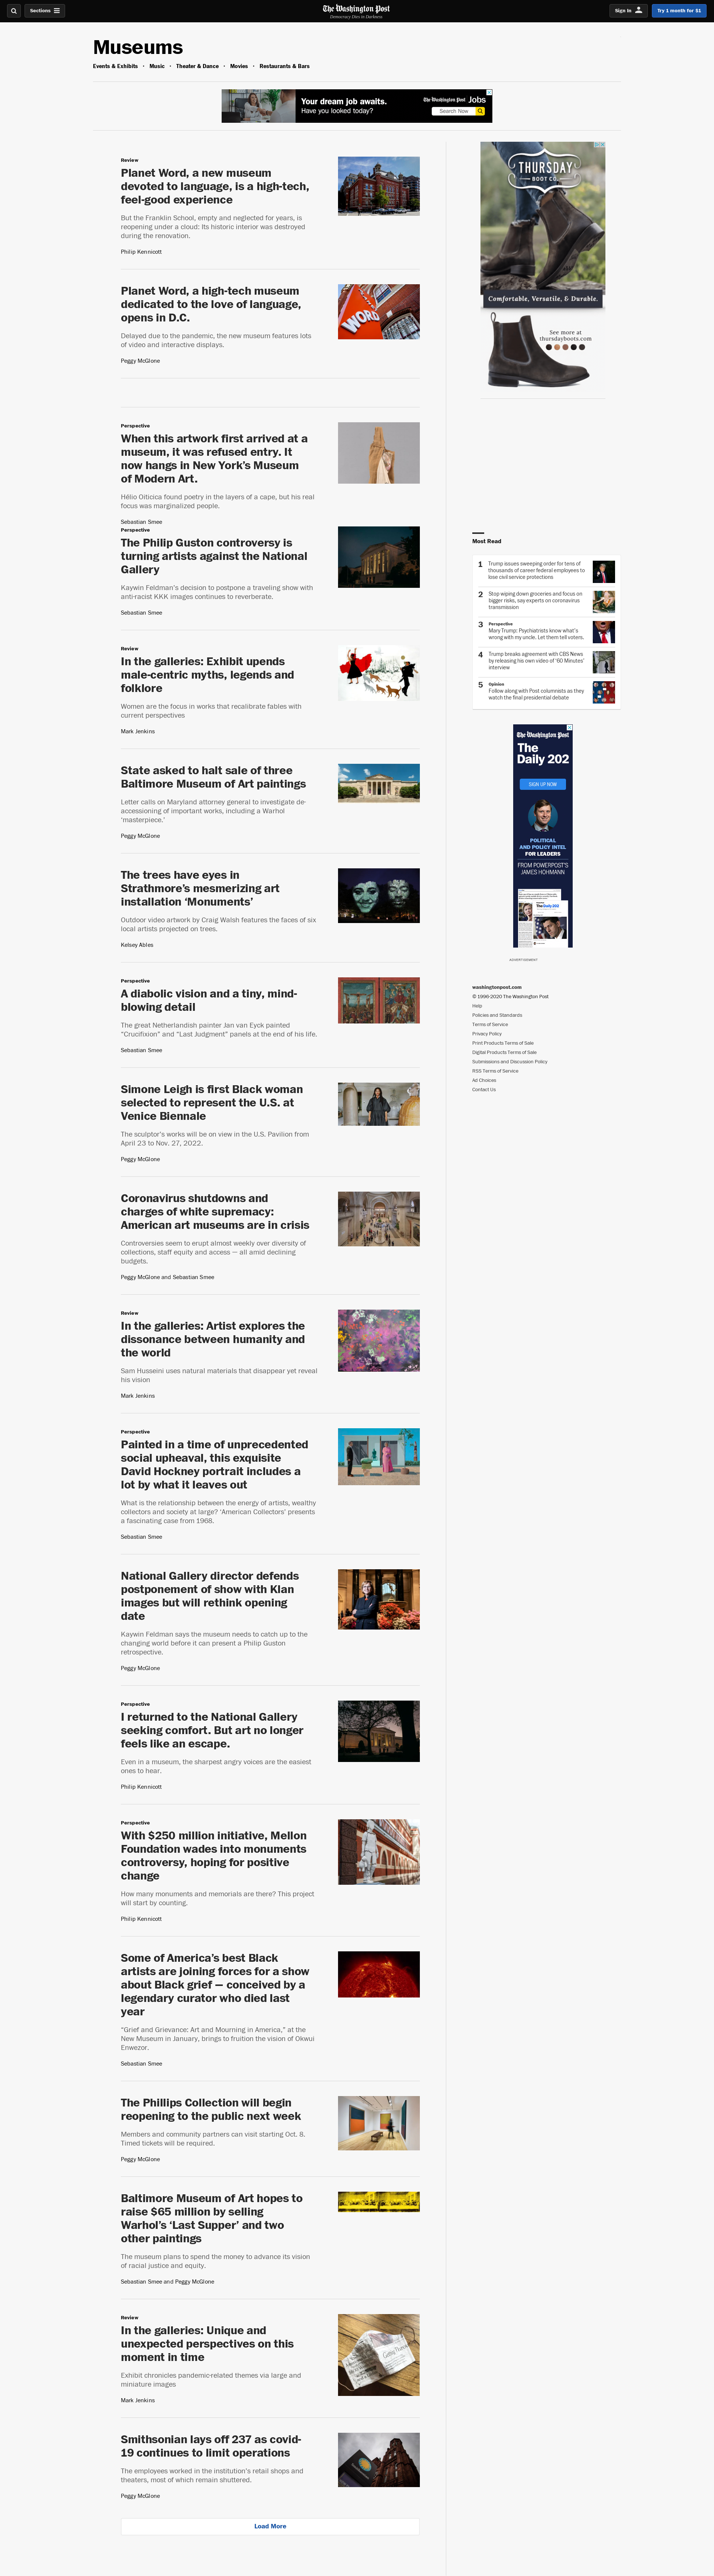 Sections
The Washington Post
Democracy Dies in Darkness
Sign In
Try 1 month for $1
Museums
Events & Exhibits • Music • Theater & Dance • Movies • Restaurants & Bars
Your dream job awaits.
Have you looked today?
The Washington Post Jobs
Search Now
Review
Planet Word, a new museum
devoted to language, is a high-tech,
feel-good experience
But the Franklin School, empty and neglected for years, is
reopening under a cloud: Its historic interior was destroyed
during the renovation.
Philip Kennicott
Planet Word, a high-tech museum
dedicated to the love of language,
opens in D.C.
Delayed due to the pandemic, the new museum features lots
of video and interactive displays.
Peggy McGlone
WORD
Perspective
When this artwork first arrived at a
museum, it was refused entry. It
now hangs in New York’s Museum
of Modern Art.
Hélio Oiticica found poetry in the layers of a cape, but his real
focus was marginalized people.
Sebastian Smee
Perspective
The Philip Guston controversy is
turning artists against the National
Gallery
Kaywin Feldman’s decision to postpone a traveling show with
anti-racist KKK images continues to reverberate.
Sebastian Smee
Review
In the galleries: Exhibit upends
male-centric myths, legends and
folklore
Women are the focus in works that recalibrate fables with
current perspectives
Mark Jenkins
State asked to halt sale of three
Baltimore Museum of Art paintings
Letter calls on Maryland attorney general to investigate de-
accessioning of important works, including a Warhol
‘masterpiece.’
Peggy McGlone
The trees have eyes in
Strathmore’s mesmerizing art
installation ‘Monuments’
Outdoor video artwork by Craig Walsh features the faces of six
local artists projected on trees.
Kelsey Ables
Perspective
A diabolic vision and a tiny, mind-
blowing detail
The great Netherlandish painter Jan van Eyck painted
“Crucifixion” and “Last Judgment” panels at the end of his life.
Sebastian Smee
Simone Leigh is first Black woman
selected to represent the U.S. at
Venice Biennale
The sculptor’s works will be on view in the U.S. Pavilion from
April 23 to Nov. 27, 2022.
Peggy McGlone
Coronavirus shutdowns and
charges of white supremacy:
American art museums are in crisis
Controversies seem to erupt almost weekly over diversity of
collections, staff equity and access — all amid declining
budgets.
Peggy McGlone and Sebastian Smee
Review
In the galleries: Artist explores the
dissonance between humanity and
the world
Sam Husseini uses natural materials that disappear yet reveal
his vision
Mark Jenkins
Perspective
Painted in a time of unprecedented
social upheaval, this exquisite
David Hockney portrait includes a
lot by what it leaves out
What is the relationship between the energy of artists, wealthy
collectors and society at large? ‘American Collectors’ presents
a fascinating case from 1968.
Sebastian Smee
National Gallery director defends
postponement of show with Klan
images but will rethink opening
date
Kaywin Feldman says the museum needs to catch up to the
changing world before it can present a Philip Guston
retrospective.
Peggy McGlone
Perspective
I returned to the National Gallery
seeking comfort. But art no longer
feels like an escape.
Even in a museum, the sharpest angry voices are the easiest
ones to hear.
Philip Kennicott
Perspective
With $250 million initiative, Mellon
Foundation wades into monuments
controversy, hoping for positive
change
How many monuments and memorials are there? This project
will start by counting.
Philip Kennicott
Some of America’s best Black
artists are joining forces for a show
about Black grief — conceived by a
legendary curator who died last
year
“Grief and Grievance: Art and Mourning in America,” at the
New Museum in January, brings to fruition the vision of Okwui
Enwezor.
Sebastian Smee
The Phillips Collection will begin
reopening to the public next week
Members and community partners can visit starting Oct. 8.
Timed tickets will be required.
Peggy McGlone
Baltimore Museum of Art hopes to
raise $65 million by selling
Warhol’s ‘Last Supper’ and two
other paintings
The museum plans to spend the money to advance its vision
of racial justice and equity.
Sebastian Smee and Peggy McGlone
Review
In the galleries: Unique and
unexpected perspectives on this
moment in time
Exhibit chronicles pandemic-related themes via large and
miniature images
Mark Jenkins
Smithsonian lays off 237 as covid-
19 continues to limit operations
The employees worked in the institution’s retail shops and
theaters, most of which remain shuttered.
Peggy McGlone
Load More
THURSDAY
BOOT CO.
Comfortable, Versatile, & Durable.
See more at
thursdayboots.com
Most Read
1 Trump issues sweeping order for tens of
thousands of career federal employees to
lose civil service protections
2 Stop wiping down groceries and focus on
bigger risks, say experts on coronavirus
transmission
3 Perspective
Mary Trump: Psychiatrists know what’s
wrong with my uncle. Let them tell voters.
4 Trump breaks agreement with CBS News
by releasing his own video of ‘60 Minutes’
interview
5 Opinion
Follow along with Post columnists as they
watch the final presidential debate
The Washington Post
The
Daily 202
SIGN UP NOW
POLITICAL
AND POLICY INTEL
FOR LEADERS
FROM POWERPOST’S
JAMES HOHMANN
The Daily 202
ADVERTISEMENT
washingtonpost.com
© 1996-2020 The Washington Post
Help
Policies and Standards
Terms of Service
Privacy Policy
Print Products Terms of Sale
Digital Products Terms of Sale
Submissions and Discussion Policy
RSS Terms of Service
Ad Choices
Contact Us